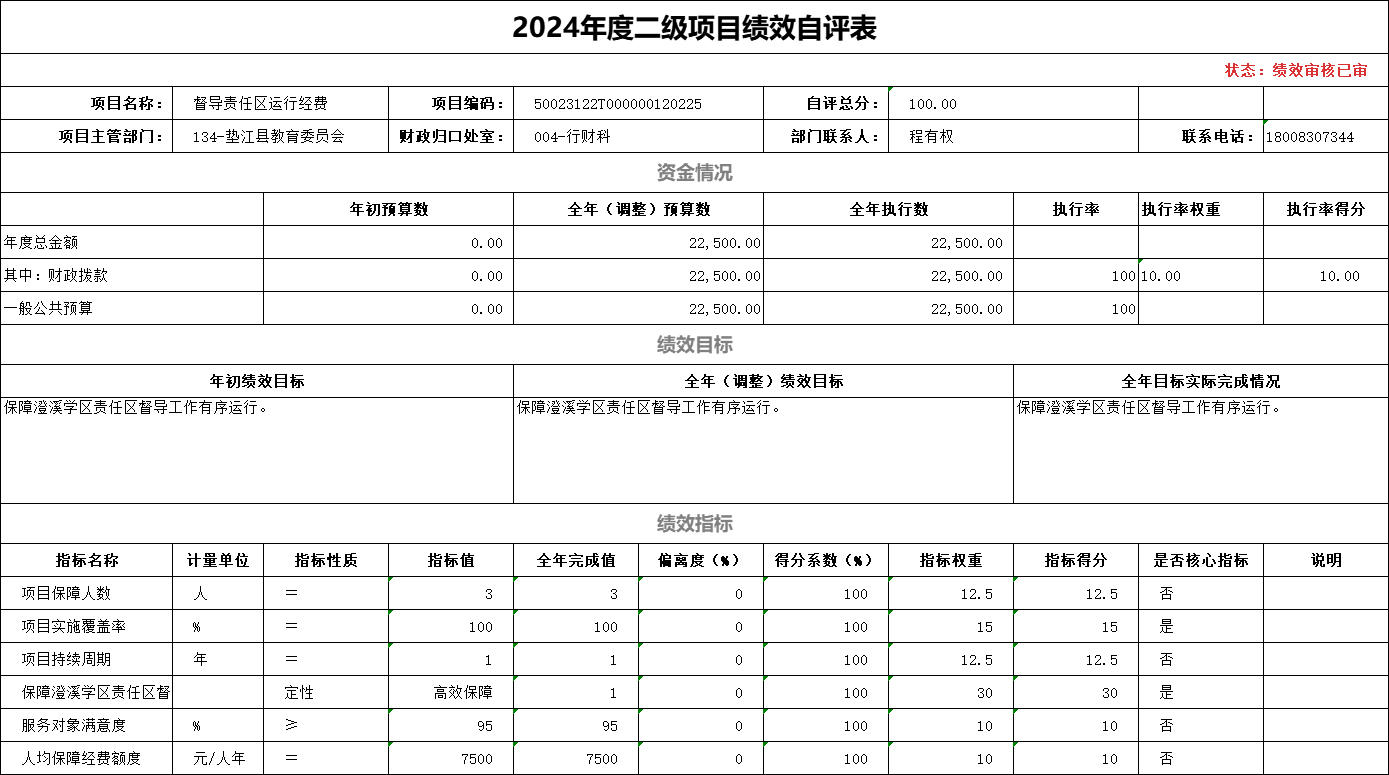 2024年度二级项目绩效自评表
状态：绩效审核已审
项目名称： 督导责任区运行经费 项目编码： 50023122T000000120225 自评总分： 100.00
项目主管部门： 134-垫江县教育委员会 财政归口处室： 004-行财科 部门联系人： 程有权 联系电话： 18008307344
资金情况
年初预算数 全年（调整）预算数 全年执行数 执行率 执行率权重 执行率得分
年度总金额 0.00 22,500.00 22,500.00
其中：财政拨款 0.00 22,500.00 22,500.00 100 10.00 10.00
一般公共预算 0.00 22,500.00 22,500.00 100
绩效目标
年初绩效目标 全年（调整）绩效目标 全年目标实际完成情况
保障澄溪学区责任区督导工作有序运行。 保障澄溪学区责任区督导工作有序运行。 保障澄溪学区责任区督导工作有序运行。
绩效指标
指标名称 计量单位 指标性质 指标值 全年完成值 偏离度（%） 得分系数（%） 指标权重 指标得分 是否核心指标 说明
项目保障人数 人 ＝ 3 3 0 100 12.5 12.5 否
项目实施覆盖率 % ＝ 100 100 0 100 15 15 是
项目持续周期 年 ＝ 1 1 0 100 12.5 12.5 否
保障澄溪学区责任区督 定性 高效保障 1 0 100 30 30 是
服务对象满意度 % ≥ 95 95 0 100 10 10 否
人均保障经费额度 元/人年 ＝ 7500 7500 0 100 10 10 否